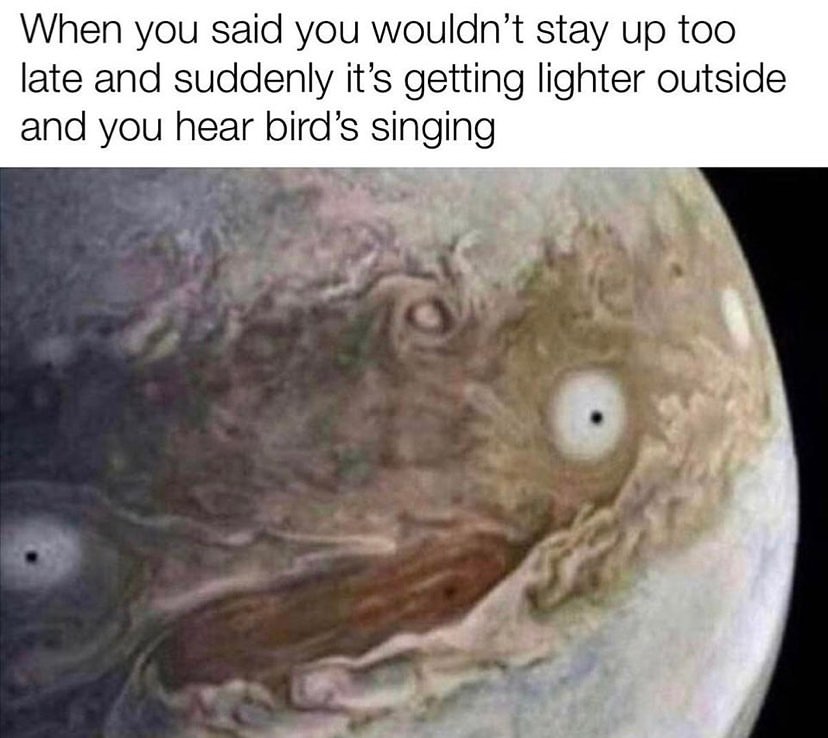 When you said you wouldn’t stay up too
late and suddenly it’s getting lighter outside
and you hear bird’s singing